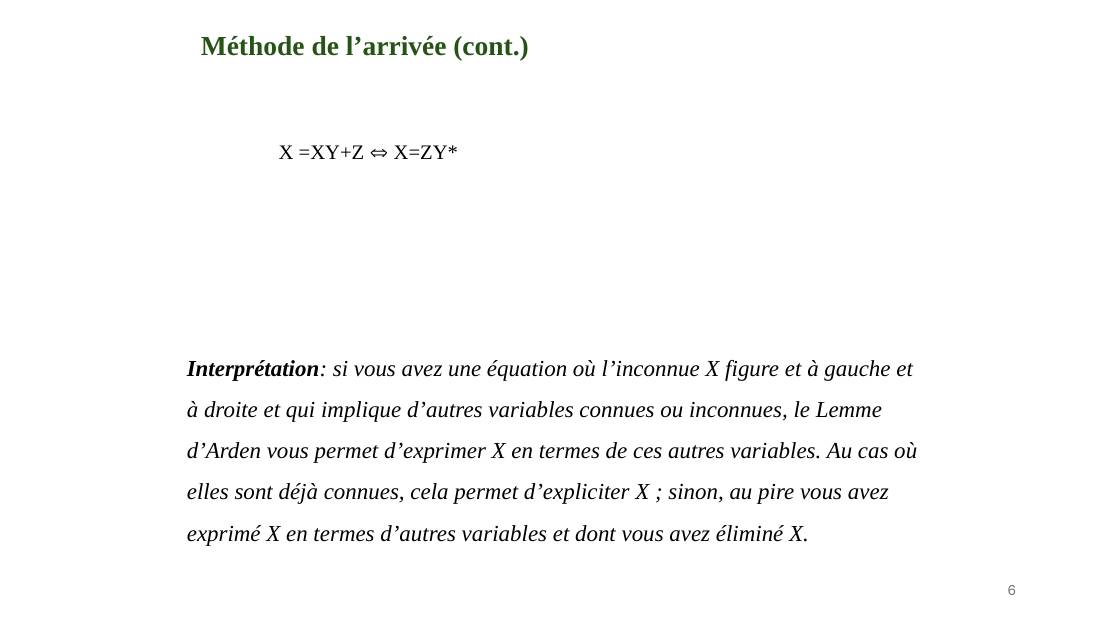 Méthode de l’arrivée (cont.)
X =XY+Z ⇔ X=ZY*
Interprétation: si vous avez une équation où l’inconnue X figure et à gauche et
à droite et qui implique d’autres variables connues ou inconnues, le Lemme
d’Arden vous permet d’exprimer X en termes de ces autres variables. Au cas où
elles sont déjà connues, cela permet d’expliciter X ; sinon, au pire vous avez
exprimé X en termes d’autres variables et dont vous avez éliminé X.
6